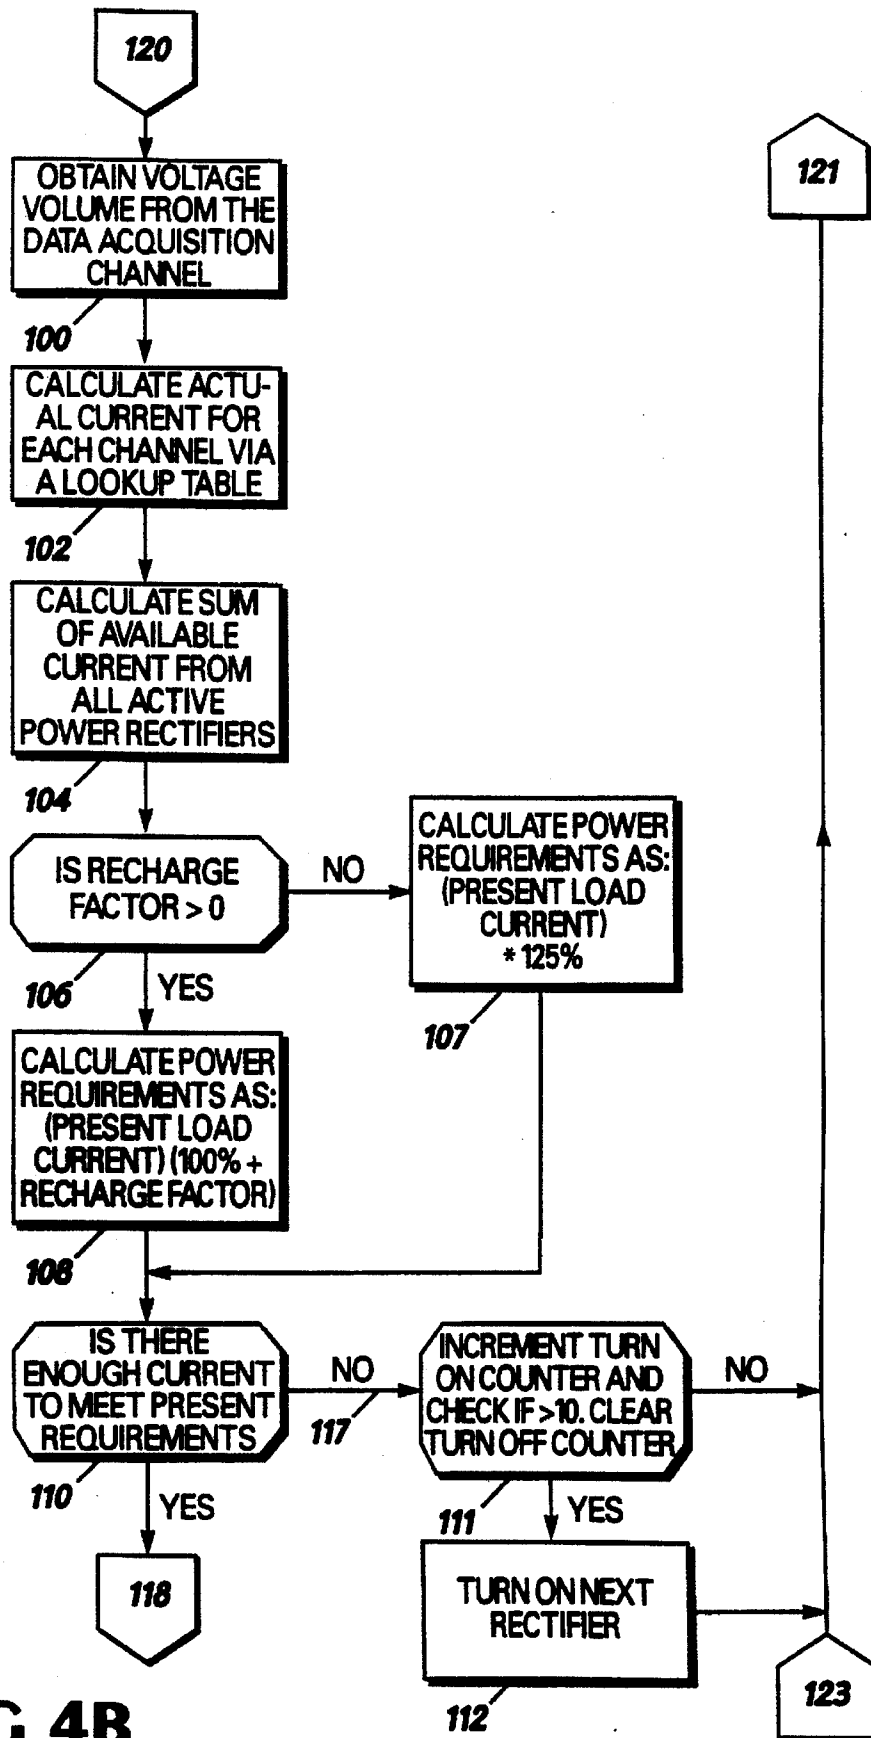 120
OBTAIN VOLTAGE
VOLUME FROM THE
DATA ACQUISITION
CHANNEL
100
CALCULATE ACTU-
AL CURRENT FOR
EACH CHANNEL VIA
A LOOKUP TABLE
102
CALCULATE SUM
OF AVAILABLE
CURRENT FROM
ALL ACTIVE
POWER RECTIFIERS
104
IS RECHARGE
FACTOR > 0
NO
106
YES
CALCULATE POWER
REQUIREMENTS AS:
(PRESENT LOAD
CURRENT)
* 125%
107
CALCULATE POWER
REQUIREMENTS AS:
(PRESENT LOAD
CURRENT) (100% +
RECHARGE FACTOR)
108
IS THERE
ENOUGH CURRENT
TO MEET PRESENT
REQUIREMENTS
NO
117
110
YES
118
INCREMENT TURN
ON COUNTER AND
CHECK IF >10. CLEAR
TURN OFF COUNTER
NO
111
YES
TURN ON NEXT
RECTIFIER
112
121
123
4B